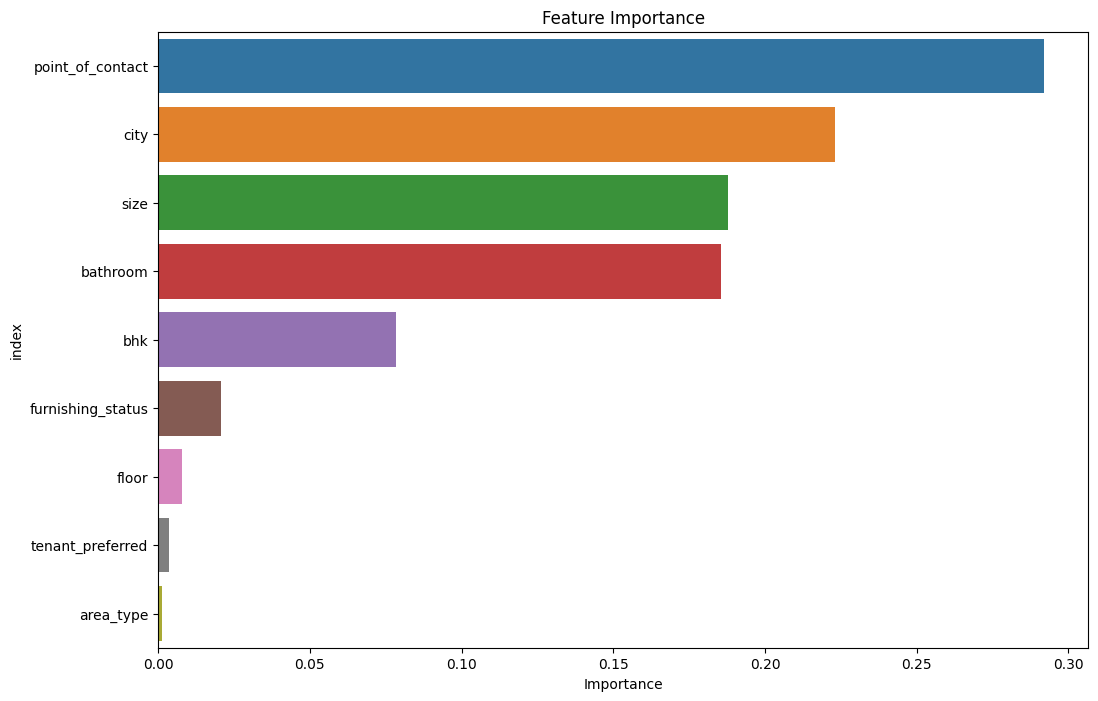 Feature Importance
point_of_contact
city
size
bathroom
bhk
furnishing_status
floor
tenant_preferred
area_type
index
0.00 0.05 0.10 0.15 0.20 0.25 0.30
Importance